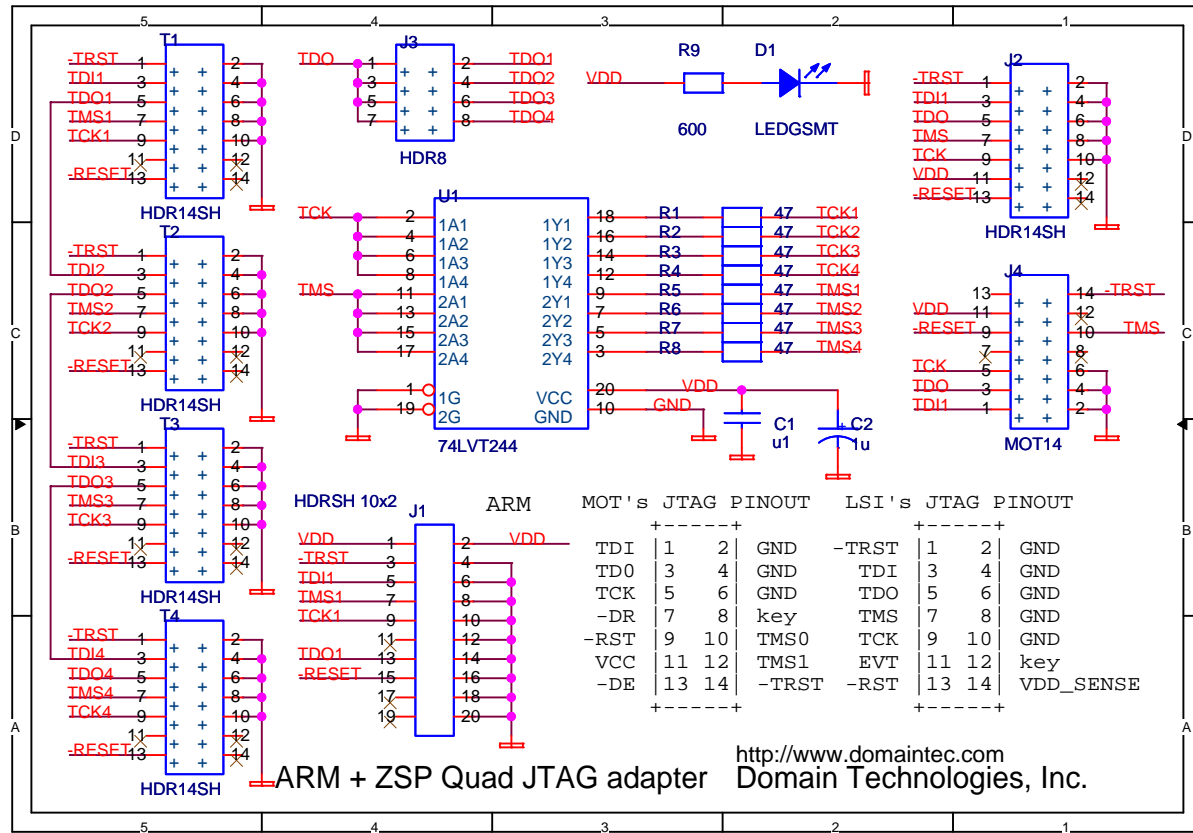 5 4 3 2 1
D D
C C
B B
A A
5 4 3 2 1
T1
-TRST 1 2
TDI1 3 4
TDO1 5 6
TMS1 7 8
TCK1 9 10
11 12
-RESET 13 14
HDR14SH
T2
-TRST 1 2
TDI2 3 4
TDO2 5 6
TMS2 7 8
TCK2 9 10
11 12
-RESET 13 14
HDR14SH
T3
-TRST 1 2
TDI3 3 4
TDO3 5 6
TMS3 7 8
TCK3 9 10
11 12
-RESET 13 14
HDR14SH
T4
-TRST 1 2
TDI4 3 4
TDO4 5 6
TMS4 7 8
TCK4 9 10
11 12
-RESET 13 14
HDR14SH
J3
TDO 1 2 TDO1
3 4 TDO2
5 6 TDO3
7 8 TDO4
HDR8
R9 D1
VDD
600 LEDGSMT
U1
TCK 2 1A1 1Y1 18 R1 47 TCK1
4 1A2 1Y2 16 R2 47 TCK2
6 1A3 1Y3 14 R3 47 TCK3
8 1A4 1Y4 12 R4 47 TCK4
TMS 11 2A1 2Y1 9 R5 47 TMS1
13 2A2 2Y2 7 R6 47 TMS2
15 2A3 2Y3 5 R7 47 TMS3
17 2A4 2Y4 3 R8 47 TMS4
1 1G VCC 20 VDD
19 2G GND 10 GND
74LVT244
C1
u1
C2
1u
+
J2
-TRST 1 2
TDI1 3 4
TDO 5 6
TMS 7 8
TCK 9 10
VDD 11 12
-RESET 13 14
HDR14SH
J4
13 14 -TRST
VDD 11 12
-RESET 9 10 TMS
7 8
TCK 5 6
TDO 3 4
TDI1 1 2
MOT14
HDRSH 10x2 J1 ARM
VDD 1 2 VDD
-TRST 3 4
TDI1 5 6
TMS1 7 8
TCK1 9 10
11 12
TDO1 13 14
-RESET 15 16
17 18
19 20
MOT's JTAG PINOUT
+-----+
TDI |1 2| GND
TD0 |3 4| GND
TCK |5 6| GND
-DR |7 8| key
-RST |9 10| TMS0
VCC |11 12| TMS1
-DE |13 14| -TRST
+-----+
LSI's JTAG PINOUT
+-----+
-TRST |1 2| GND
TDI |3 4| GND
TDO |5 6| GND
TMS |7 8| GND
TCK |9 10| GND
EVT |11 12| key
-RST |13 14| VDD_SENSE
+-----+
http://www.domaintec.com
ARM + ZSP Quad JTAG adapter Domain Technologies, Inc.